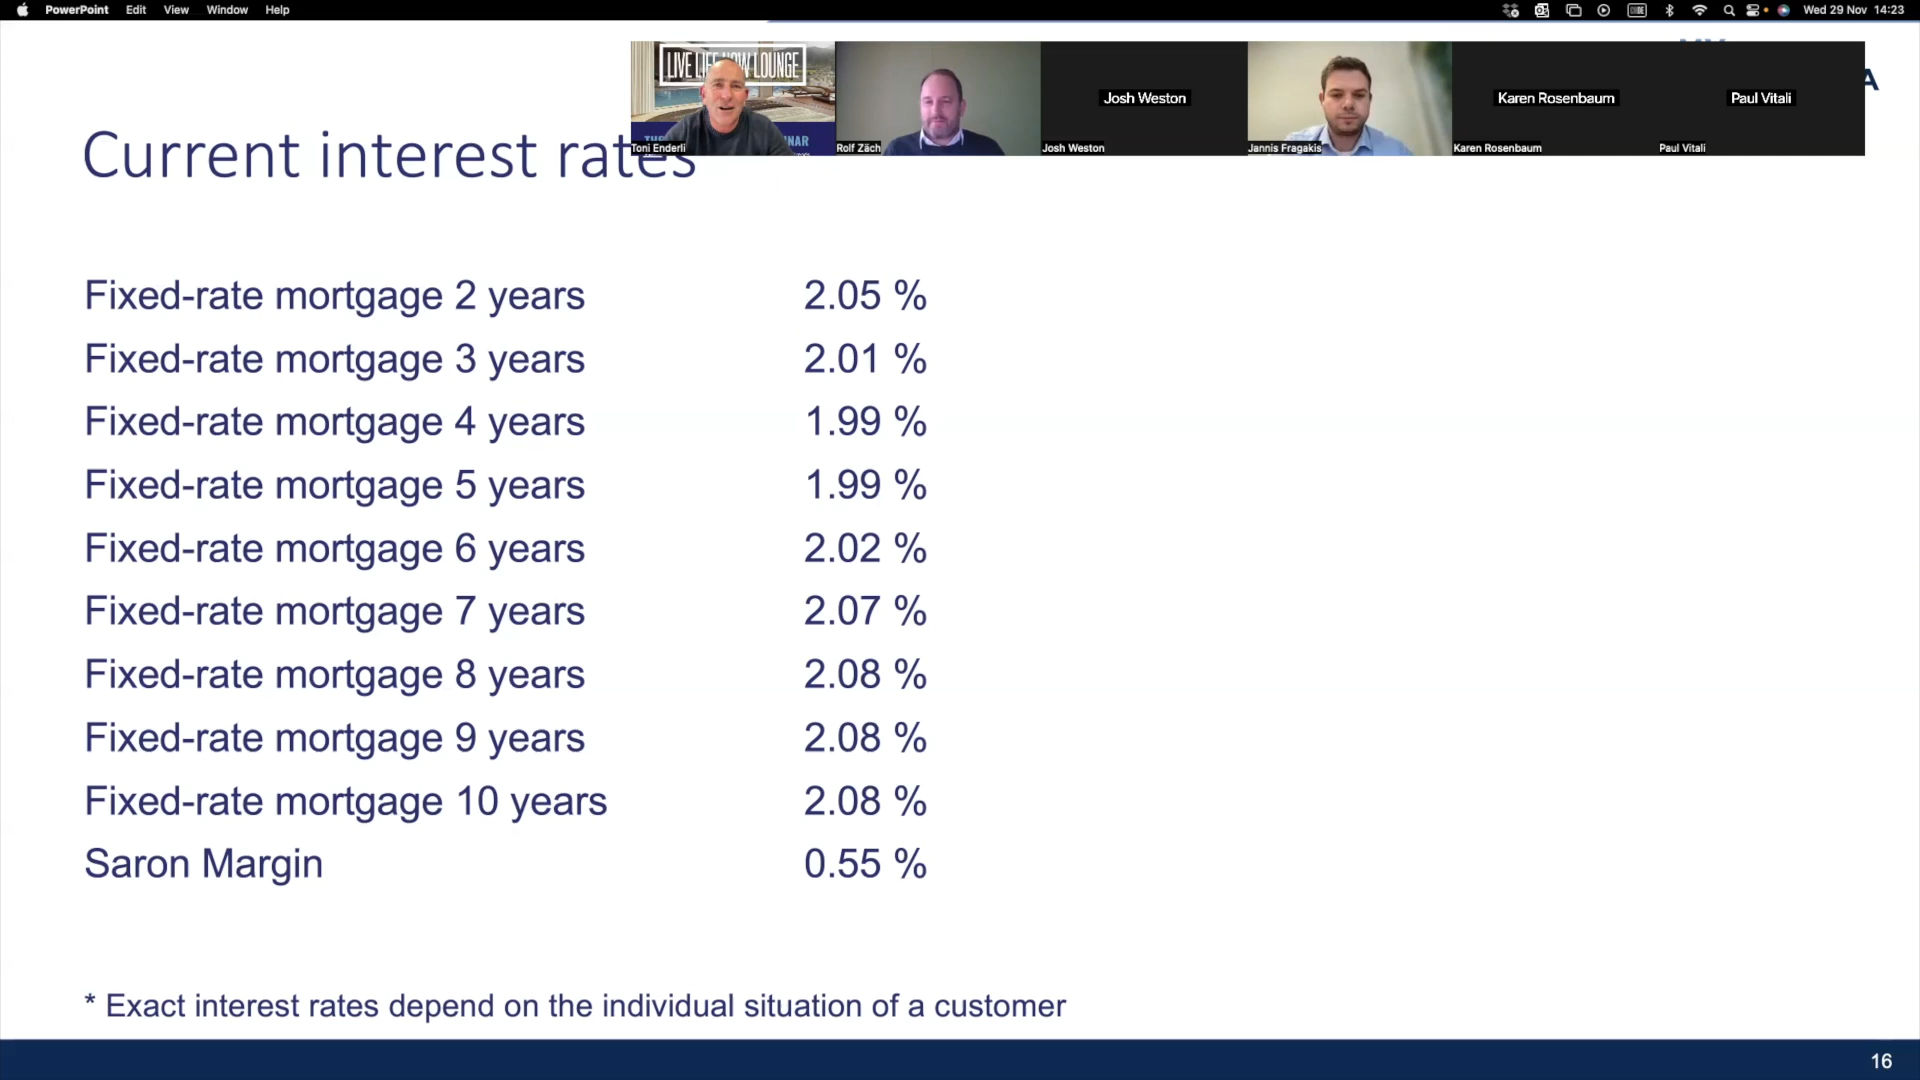 PowerPoint Edit View Window Help
Wed 29 Nov 14:23
LIVE LIFE NOW LOUNGE
Toni Enderli
Rolf Zäch
Josh Weston
Josh Weston
Jannis Fragakis
Karen Rosenbaum
Karen Rosenbaum
Paul Vitali
Paul Vitali
Current interest rates
Fixed-rate mortgage 2 years 2.05 %
Fixed-rate mortgage 3 years 2.01 %
Fixed-rate mortgage 4 years 1.99 %
Fixed-rate mortgage 5 years 1.99 %
Fixed-rate mortgage 6 years 2.02 %
Fixed-rate mortgage 7 years 2.07 %
Fixed-rate mortgage 8 years 2.08 %
Fixed-rate mortgage 9 years 2.08 %
Fixed-rate mortgage 10 years 2.08 %
Saron Margin 0.55 %
* Exact interest rates depend on the individual situation of a customer
16